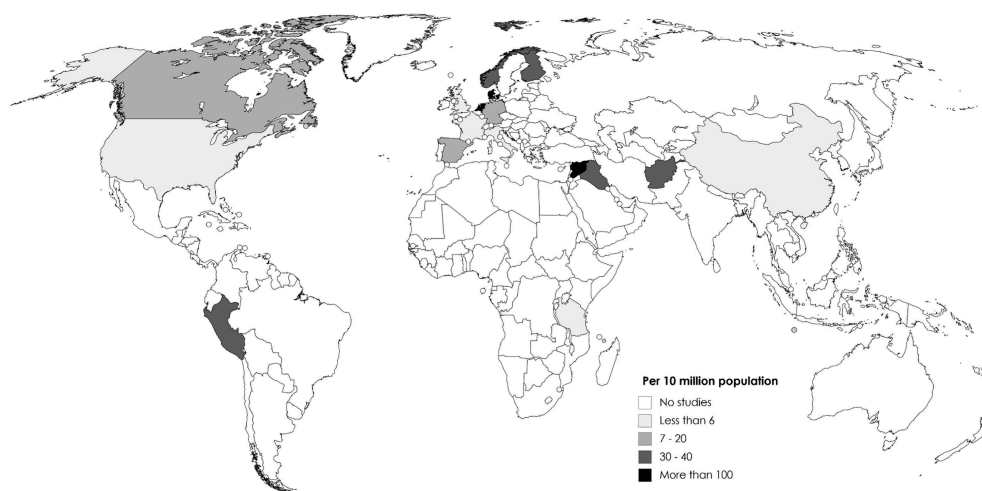 Per 10 million population
No studies
Less than 6
7 - 20
30 - 40
More than 100